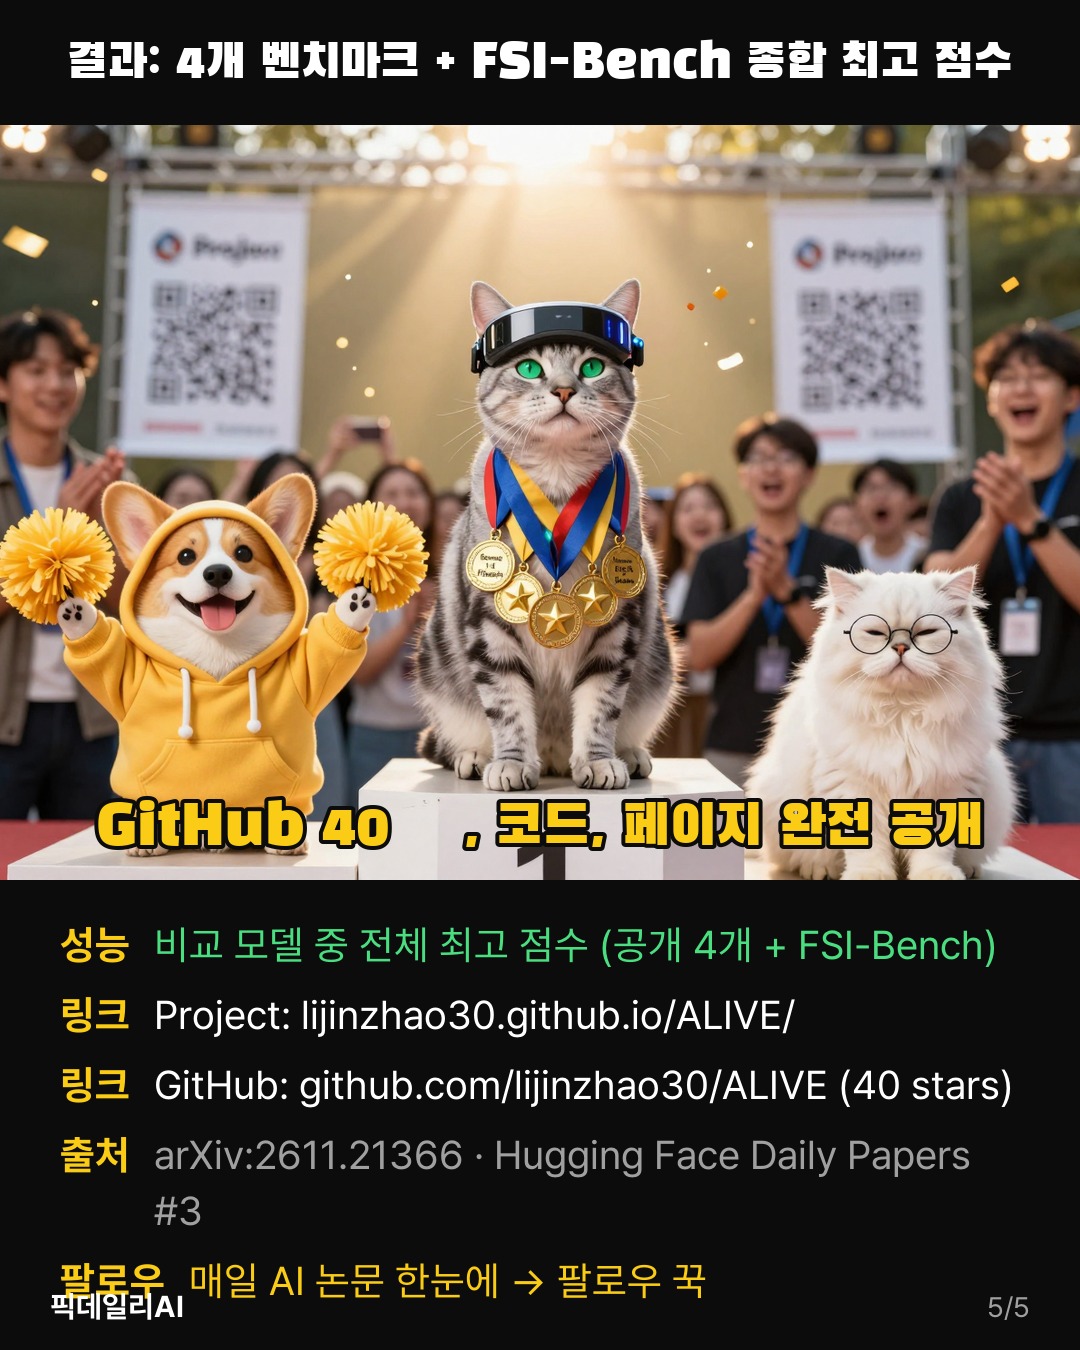 결과: 4개 벤치마크 + FSI-Bench 종합 최고 점수
Project
Project
GitHub 40 , 코드, 페이지 완전 공개
성능 비교 모델 중 전체 최고 점수 (공개 4개 + FSI-Bench)
링크 Project: lijinzhao30.github.io/ALIVE/
링크 GitHub: github.com/lijinzhao30/ALIVE (40 stars)
출처 arXiv:2611.21366 · Hugging Face Daily Papers
#3
팔로우 매일 AI 논문 한눈에 → 팔로우 꾹
픽데일리AI
5/5